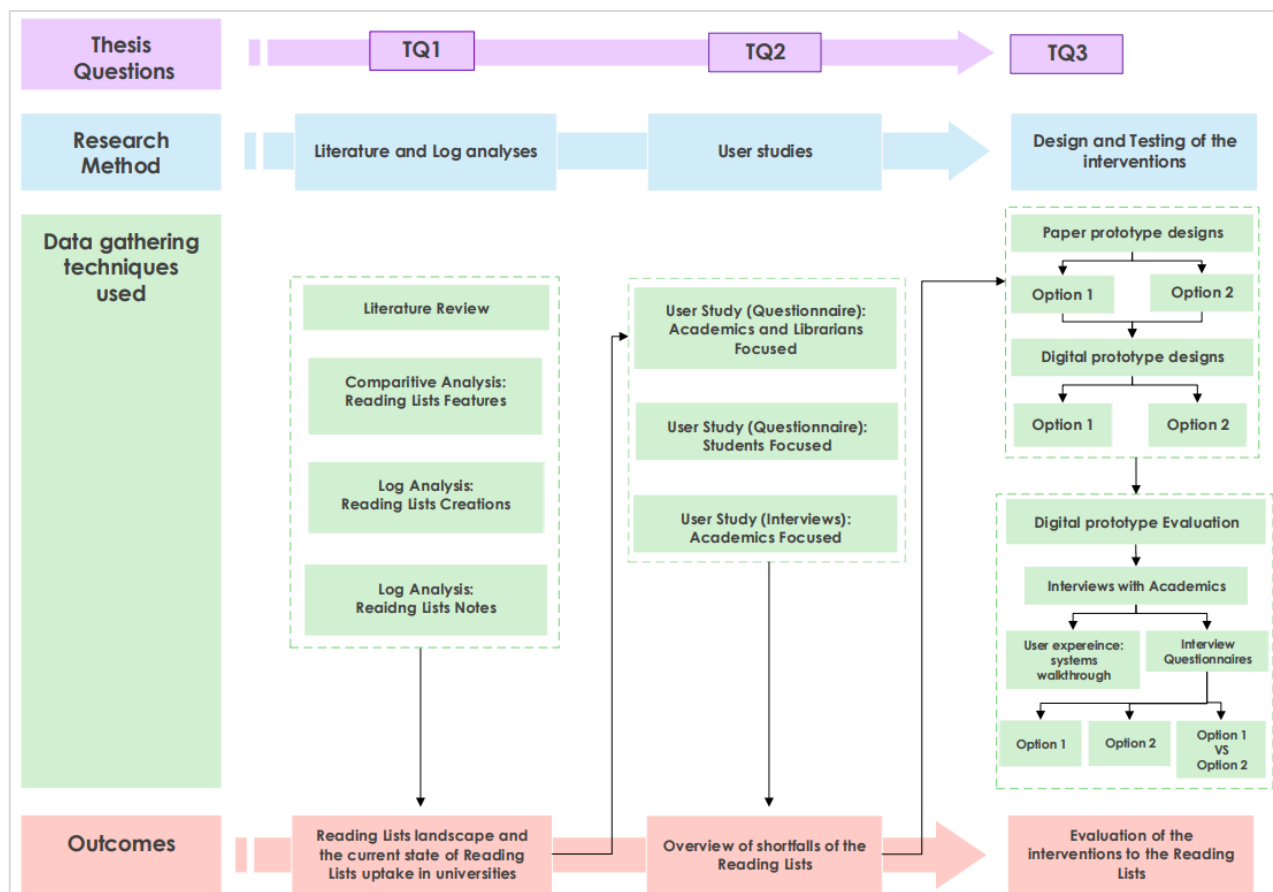 Thesis
Questions
TQ1
TQ2
TQ3
Research
Method
Literature and Log analyses
User studies
Design and Testing of the
interventions
Data gathering
techniques
used
Literature Review
Comparitive Analysis:
Reading Lists Features
Log Analysis:
Reading Lists Creations
Log Analysis:
Reaidng Lists Notes
User Study (Questionnaire):
Academics and Librarians
Focused
User Study (Questionnaire):
Students Focused
User Study (Interviews):
Academics Focused
Paper prototype designs
Option 1
Option 2
Digital prototype designs
Option 1
Option 2
Digital prototype Evaluation
Interviews with Academics
User expereince:
systems
walkthrough
Interview
Questionnaires
Option 1
Option 2
Option 1
VS
Option 2
Outcomes
Reading Lists landscape and
the current state of Reading
Lists uptake in universities
Overview of shortfalls of the
Reading Lists
Evaluation of the
interventions to the Reading
Lists